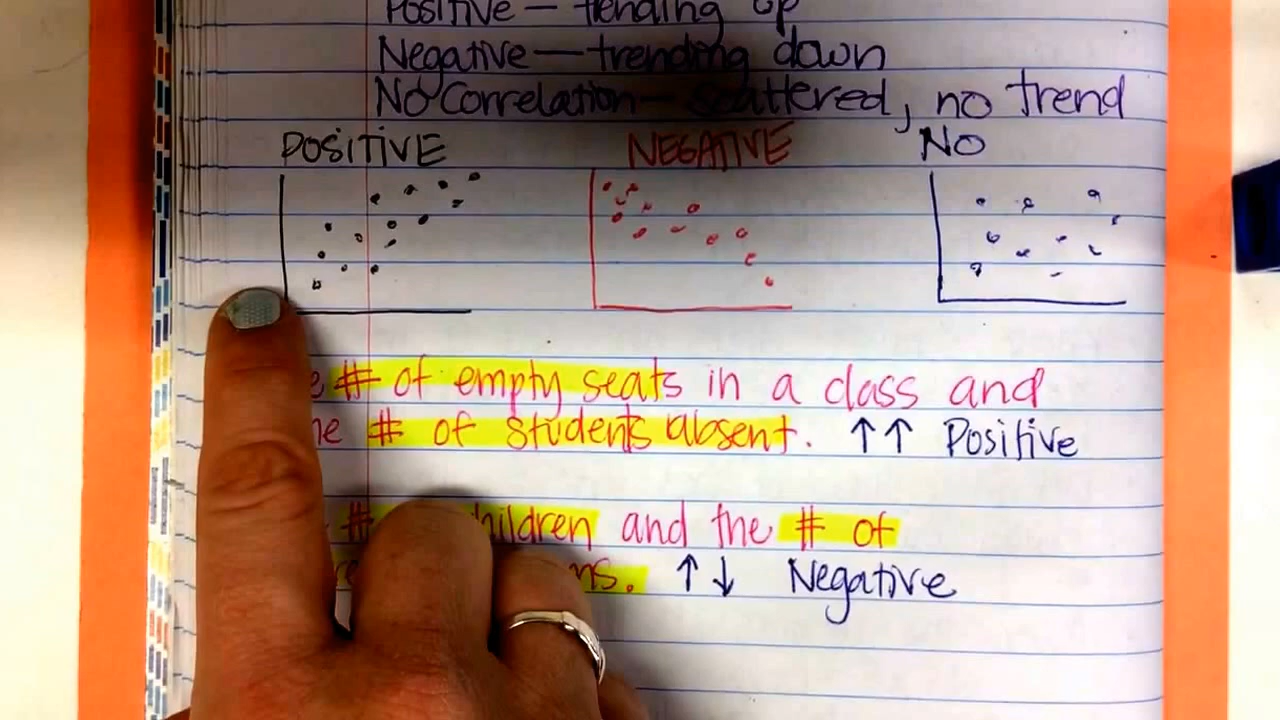 Positive — trending up
Negative — trending down
No Correlation — scattered, no trend
POSITIVE NEGATIVE NO
# of empty seats in a class and
# of students absent. ↑↑ Positive
# and the # of
↑↓ Negative